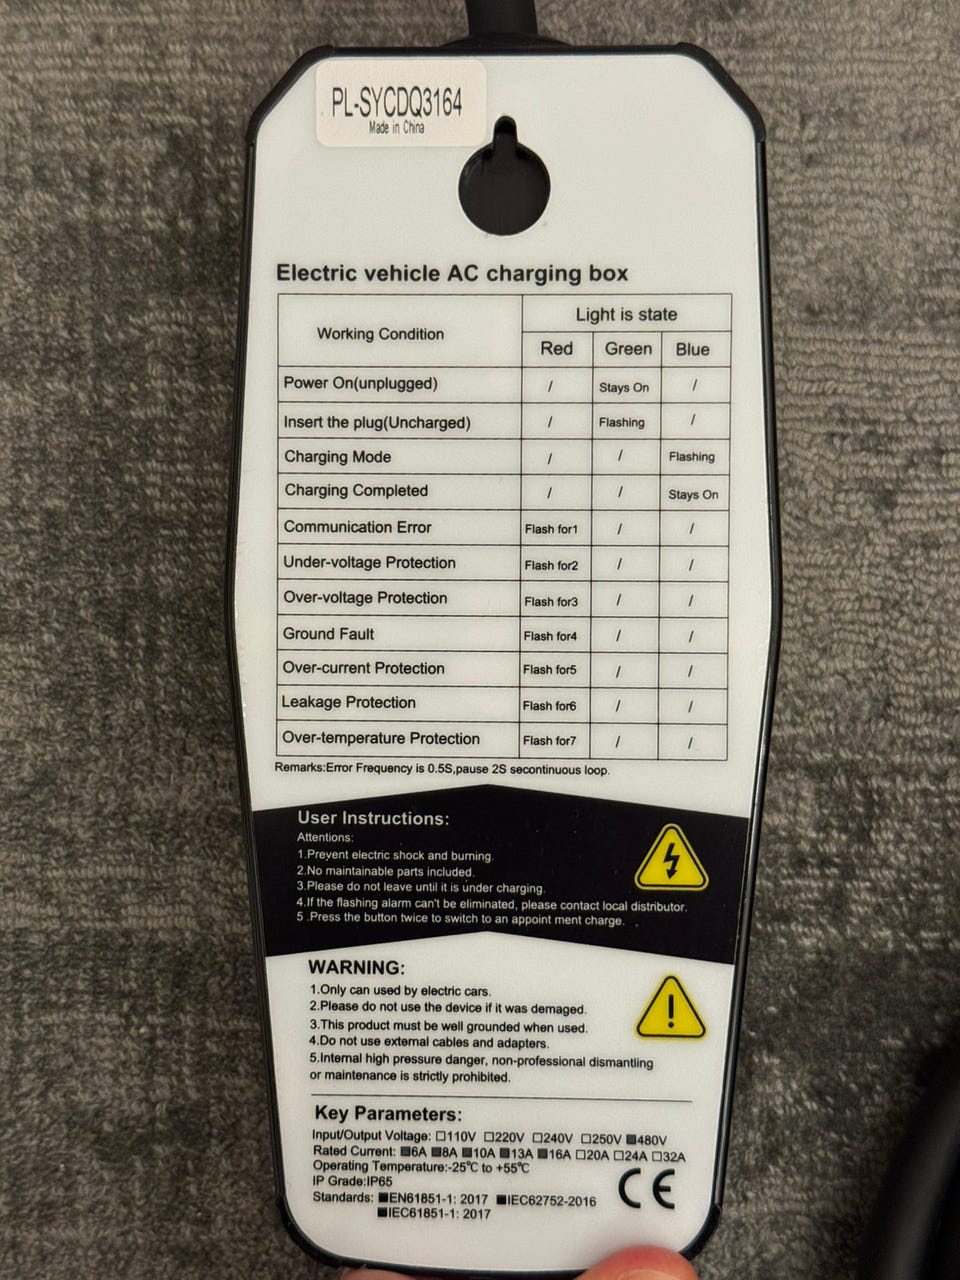 PL-SYCDQ3164
Made in China
Electric vehicle AC charging box
Working Condition
Light is state
Red Green Blue
Power On(unplugged) / Stays On /
Insert the plug(Uncharged) / Flashing /
Charging Mode / / Flashing
Charging Completed / / Stays On
Communication Error Flash for1 / /
Under-voltage Protection Flash for2 / /
Over-voltage Protection Flash for3 / /
Ground Fault Flash for4 / /
Over-current Protection Flash for5 / /
Leakage Protection Flash for6 / /
Over-temperature Protection Flash for7 / /
Remarks:Error Frequency is 0.5S,pause 2S secontinuous loop.
User Instructions:
Attentions:
1.Preyent electric shock and burning.
2.No maintainable parts included.
3.Please do not leave until it is under charging.
4.If the flashing alarm can't be eliminated, please contact local distributor.
5 .Press the button twice to switch to an appoint ment charge.
WARNING:
1.Only can used by electric cars.
2.Please do not use the device if it was demaged.
3.This product must be well grounded when used.
4.Do not use external cables and adapters.
5.Internal high pressure danger, non-professional dismantling
or maintenance is strictly prohibited.
Key Parameters:
Input/Output Voltage: □110V □220V □240V □250V ■480V
Rated Current: ■6A ■8A ■10A ■13A ■16A □20A □24A □32A
Operating Temperature:-25℃ to +55℃
IP Grade:IP65
Standards: ■EN61851-1: 2017 ■IEC62752-2016
■IEC61851-1: 2017
CE